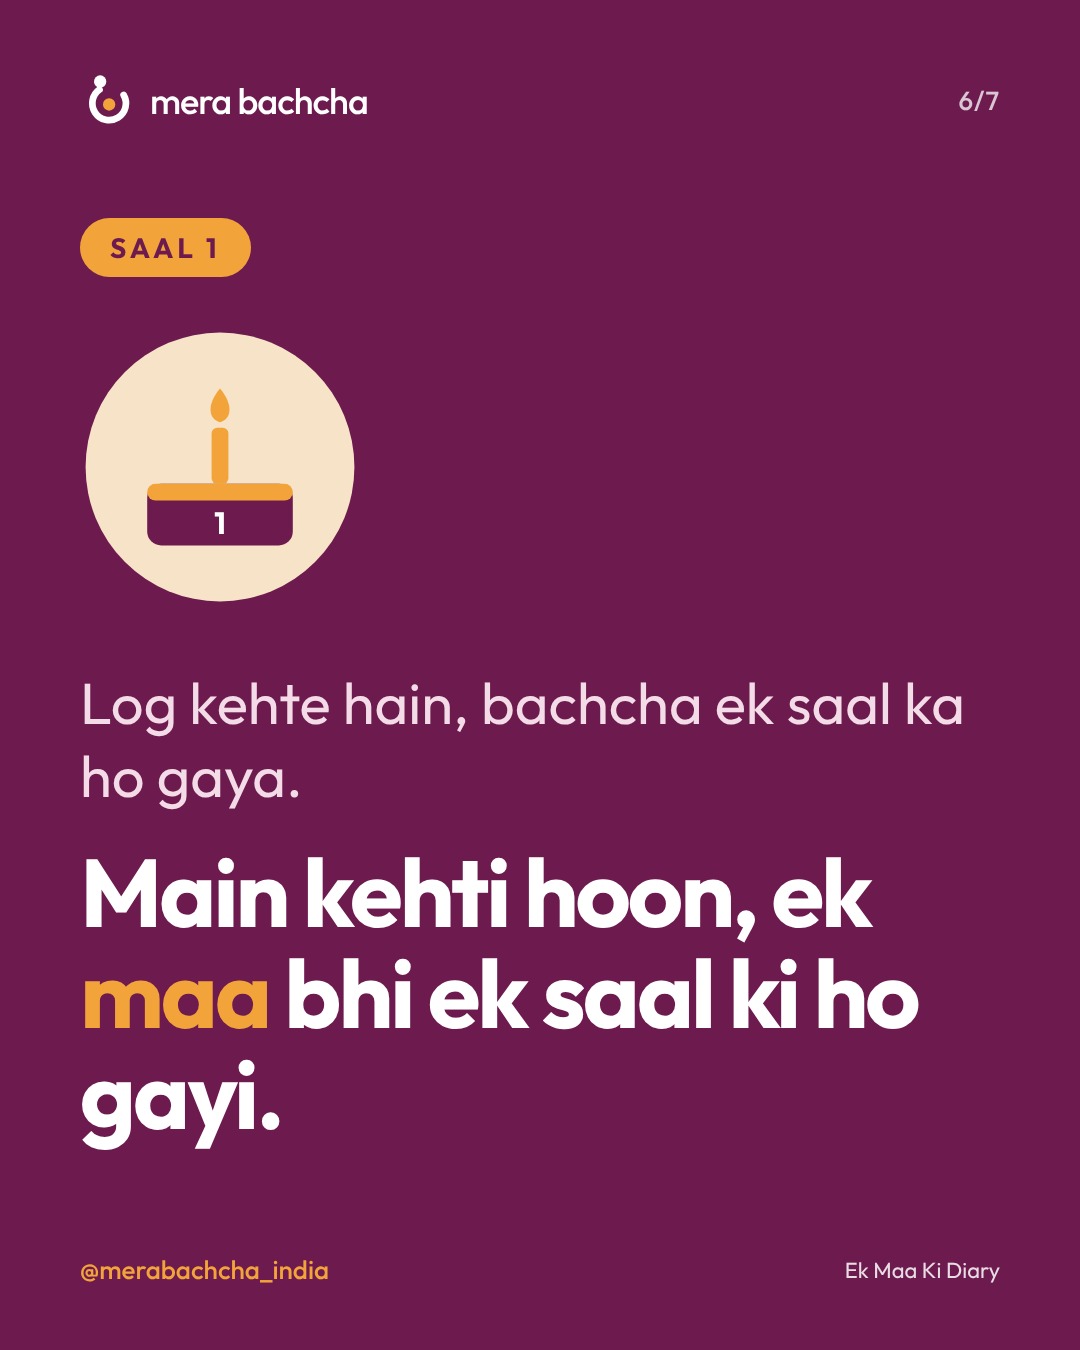 mera bachcha
6/7
SAAL 1
1
Log kehte hain, bachcha ek saal ka
ho gaya.
Main kehti hoon, ek
maa bhi ek saal ki ho
gayi.
@merabachcha_india
Ek Maa Ki Diary